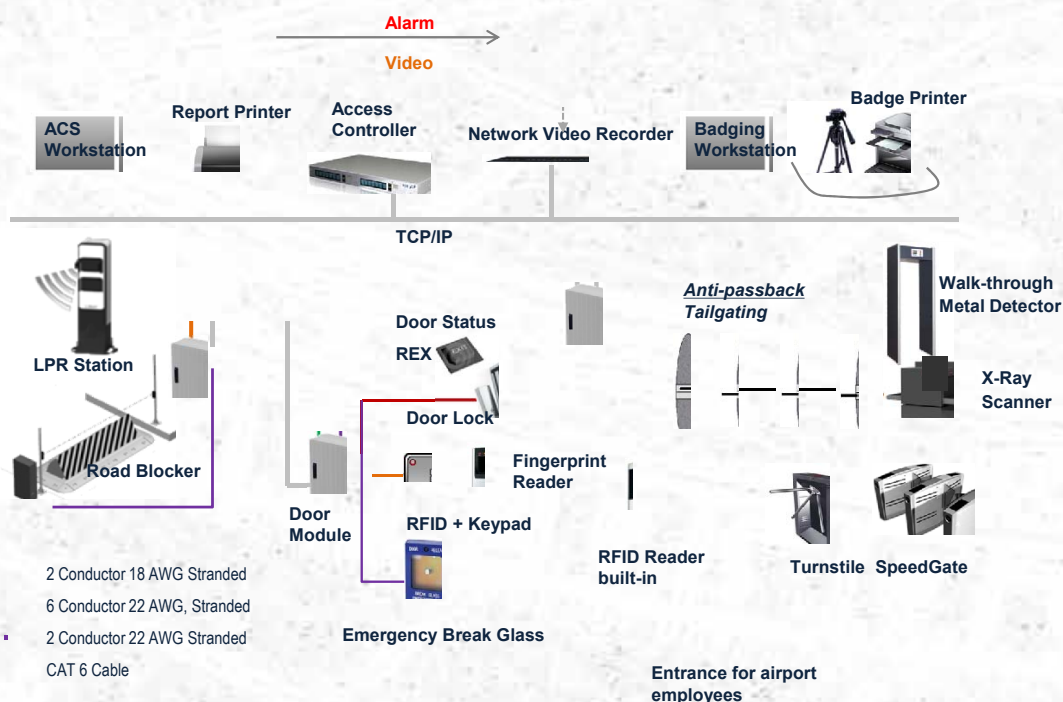 Alarm
Video
Badge Printer
Report Printer
Access
Controller
ACS
Workstation
Network Video Recorder
Badging
Workstation
TCP/IP
Anti-passback
Tailgating
Walk-through
Metal Detector
Door Status
REX
LPR Station
X-Ray
Scanner
Door Lock
Road Blocker
Fingerprint
Reader
Door
Module
RFID + Keypad
RFID Reader
built-in
Turnstile
SpeedGate
2 Conductor 18 AWG Stranded
6 Conductor 22 AWG, Stranded
2 Conductor 22 AWG Stranded
CAT 6 Cable
Emergency Break Glass
Entrance for airport
employees